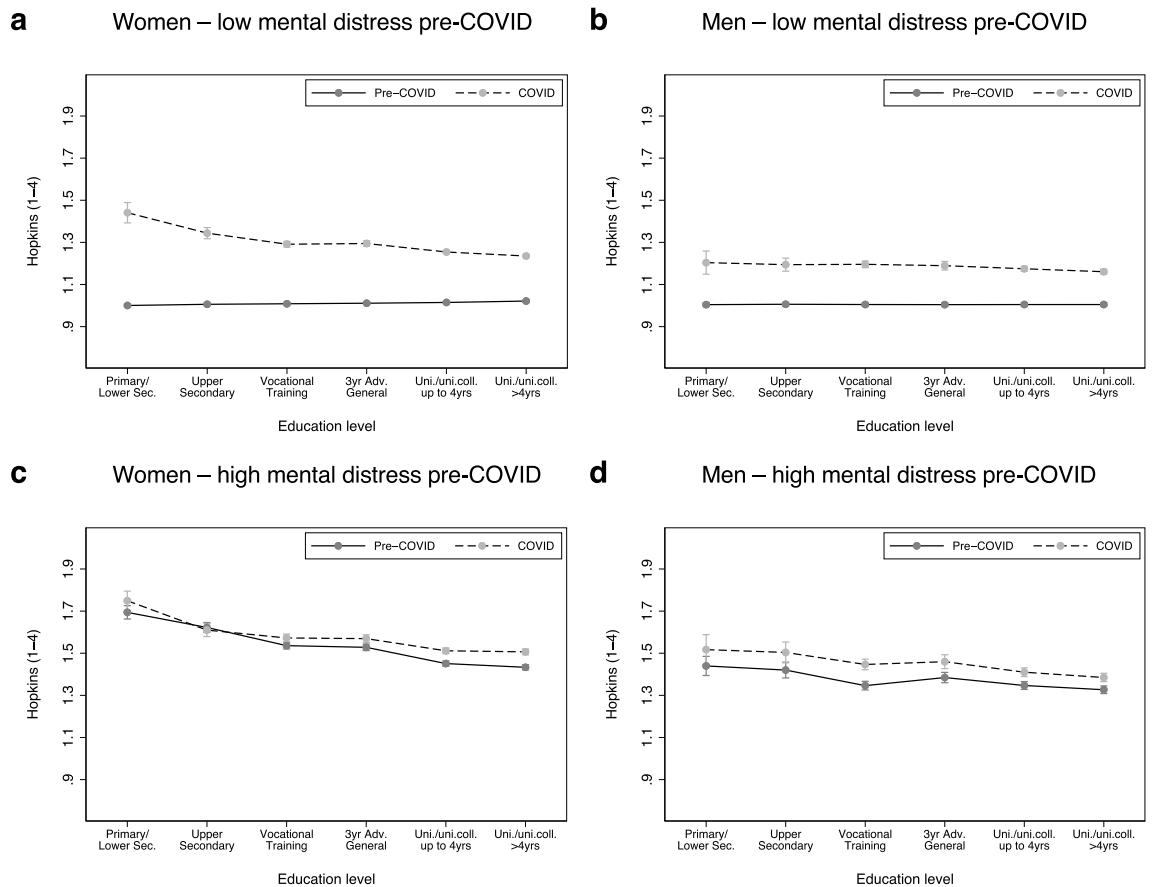 a
Women – low mental distress pre-COVID
Pre-COVID
COVID
Hopkins (1–4)
1.9
1.7
1.5
1.3
1.1
.9
Primary/
Lower Sec.
Upper
Secondary
Vocational
Training
3yr Adv.
General
Uni./uni.coll.
up to 4yrs
Uni./uni.coll.
>4yrs
Education level
b
Men – low mental distress pre-COVID
Pre-COVID
COVID
Hopkins (1–4)
1.9
1.7
1.5
1.3
1.1
.9
Primary/
Lower Sec.
Upper
Secondary
Vocational
Training
3yr Adv.
General
Uni./uni.coll.
up to 4yrs
Uni./uni.coll.
>4yrs
Education level
c
Women – high mental distress pre-COVID
Pre-COVID
COVID
Hopkins (1–4)
1.9
1.7
1.5
1.3
1.1
.9
Primary/
Lower Sec.
Upper
Secondary
Vocational
Training
3yr Adv.
General
Uni./uni.coll.
up to 4yrs
Uni./uni.coll.
>4yrs
Education level
d
Men – high mental distress pre-COVID
Pre-COVID
COVID
Hopkins (1–4)
1.9
1.7
1.5
1.3
1.1
.9
Primary/
Lower Sec.
Upper
Secondary
Vocational
Training
3yr Adv.
General
Uni./uni.coll.
up to 4yrs
Uni./uni.coll.
>4yrs
Education level